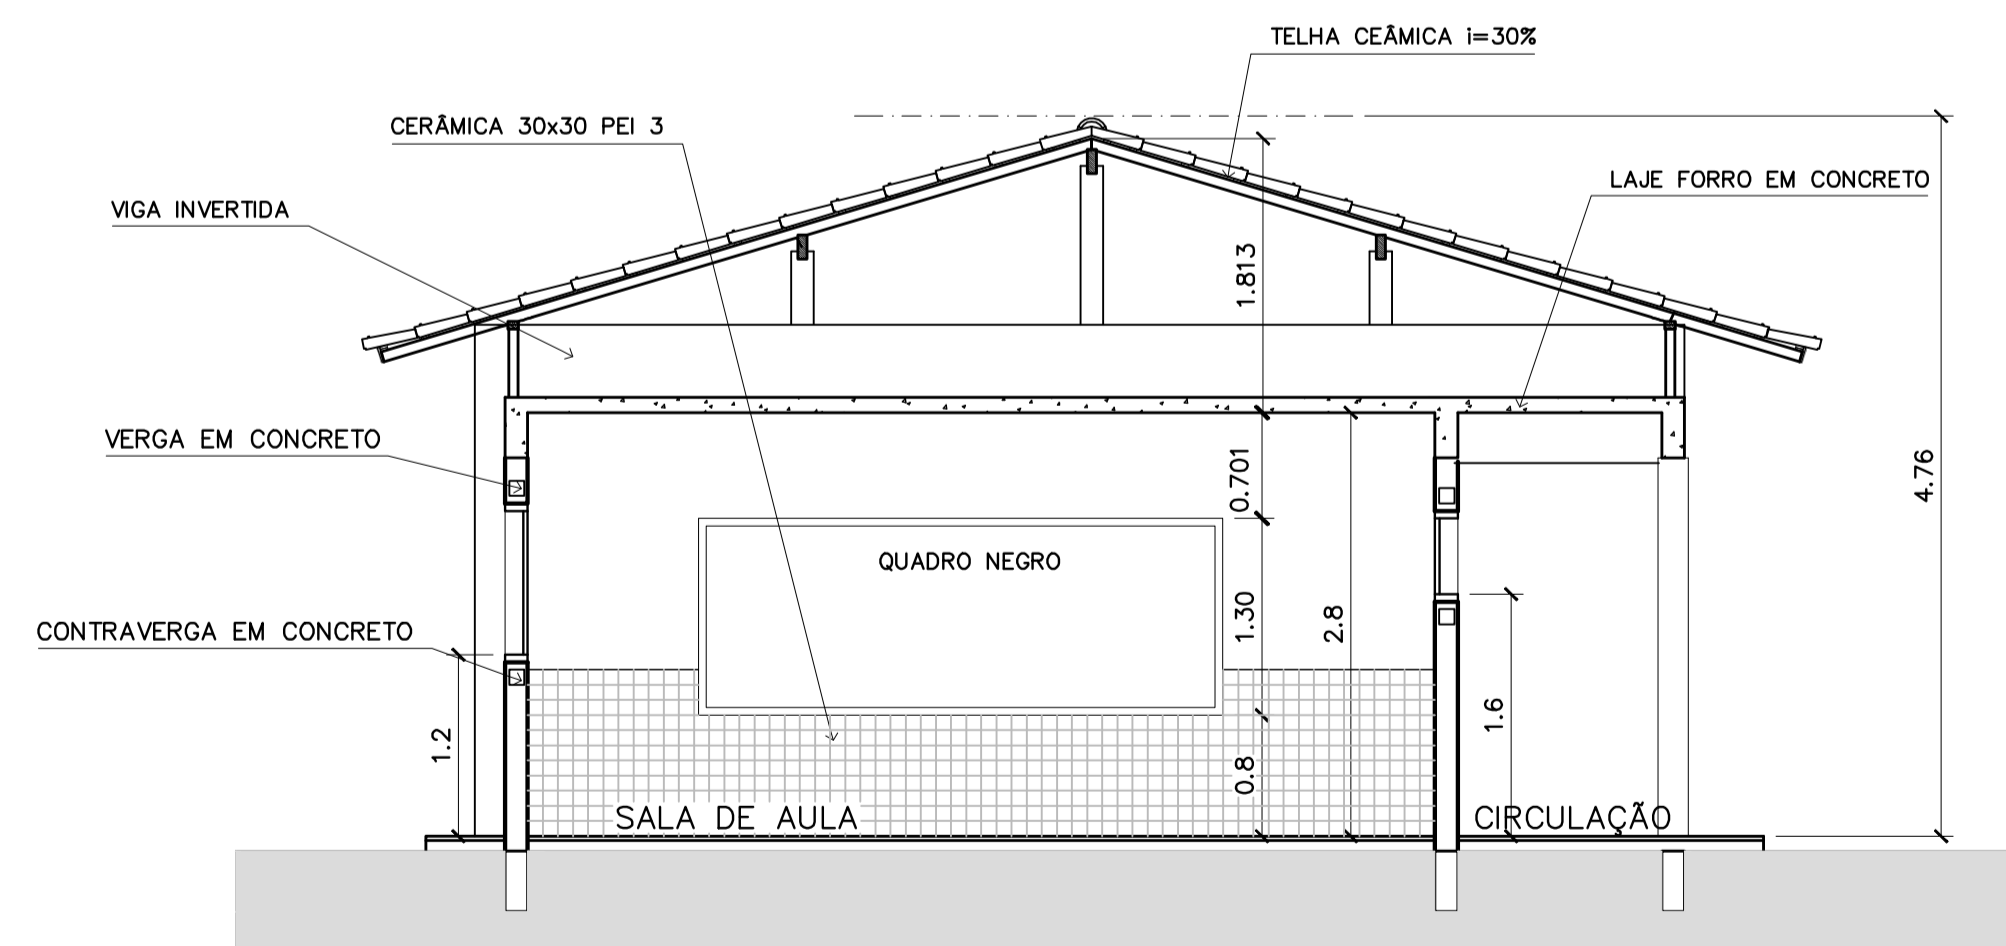 TELHA CEÂMICA i=30%
CERÂMICA 30x30 PEI 3
LAJE FORRO EM CONCRETO
VIGA INVERTIDA
1.813
VERGA EM CONCRETO
0.701
4.76
QUADRO NEGRO
CONTRAVERGA EM CONCRETO
1.30
2.8
1.2
1.6
0.8
SALA DE AULA
CIRCULAÇÃO